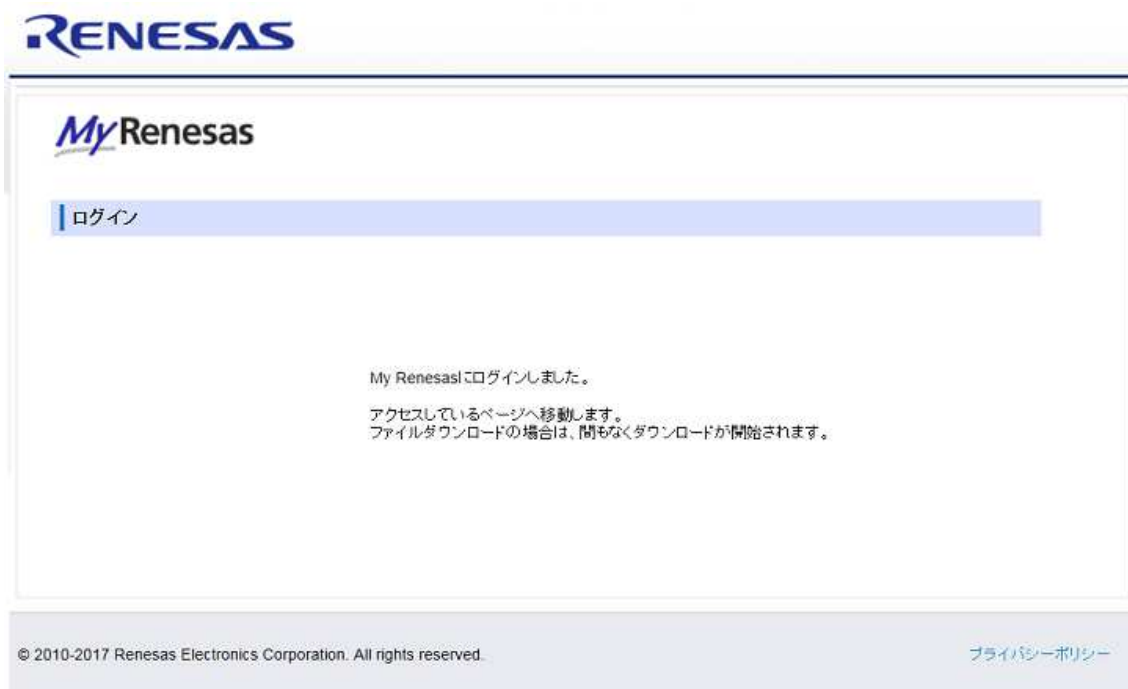 RENESAS
My Renesas
ログイン
My Renesasにログインしました。
アクセスしているページへ移動します。
ファイルダウンロードの場合は、間もなくダウンロードが開始されます。
© 2010-2017 Renesas Electronics Corporation. All rights reserved.
プライバシーポリシー